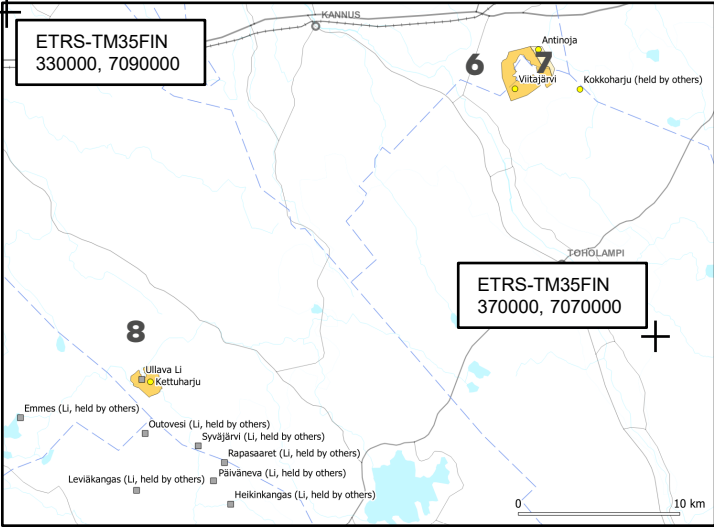 KANNUS
ETRS-TM35FIN
330000, 7090000
Antinoja
6
7
Viitajärvi
Kokkoharju (held by others)
TOHOLAMPI
ETRS-TM35FIN
370000, 7070000
8
Ullava Li
Kettuharju
Emmes (Li, held by others)
Outovesi (Li, held by others)
Syväjärvi (Li, held by others)
Rapasaaret (Li, held by others)
Päiväneva (Li, held by others)
Leviäkangas (Li, held by others)
Heikinkangas (Li, held by others)
0
10 km